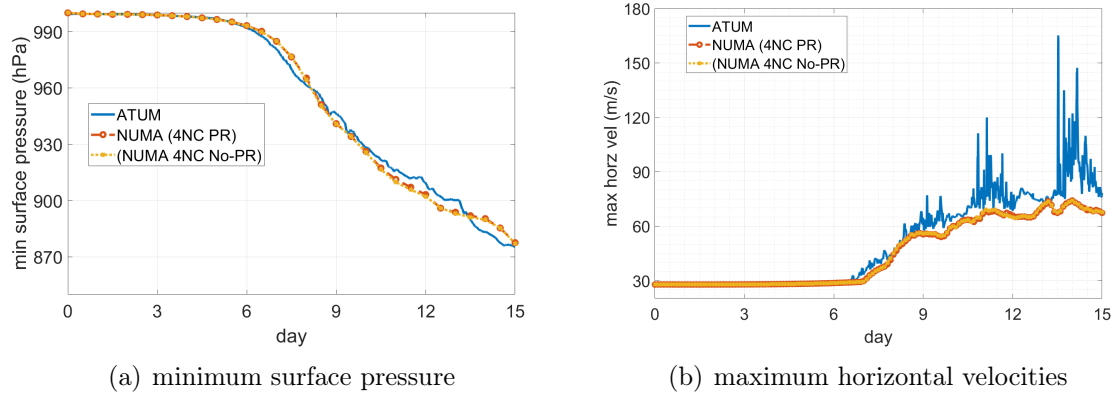 990
960
930
900
870
min surface pressure (hPa)
ATUM
NUMA (4NC PR)
(NUMA 4NC No-PR)
0 3 6 9 12 15
day
(a) minimum surface pressure
180
150
120
90
60
30
max horz vel (m/s)
ATUM
NUMA (4NC PR)
(NUMA 4NC No-PR)
0 3 6 9 12 15
day
(b) maximum horizontal velocities